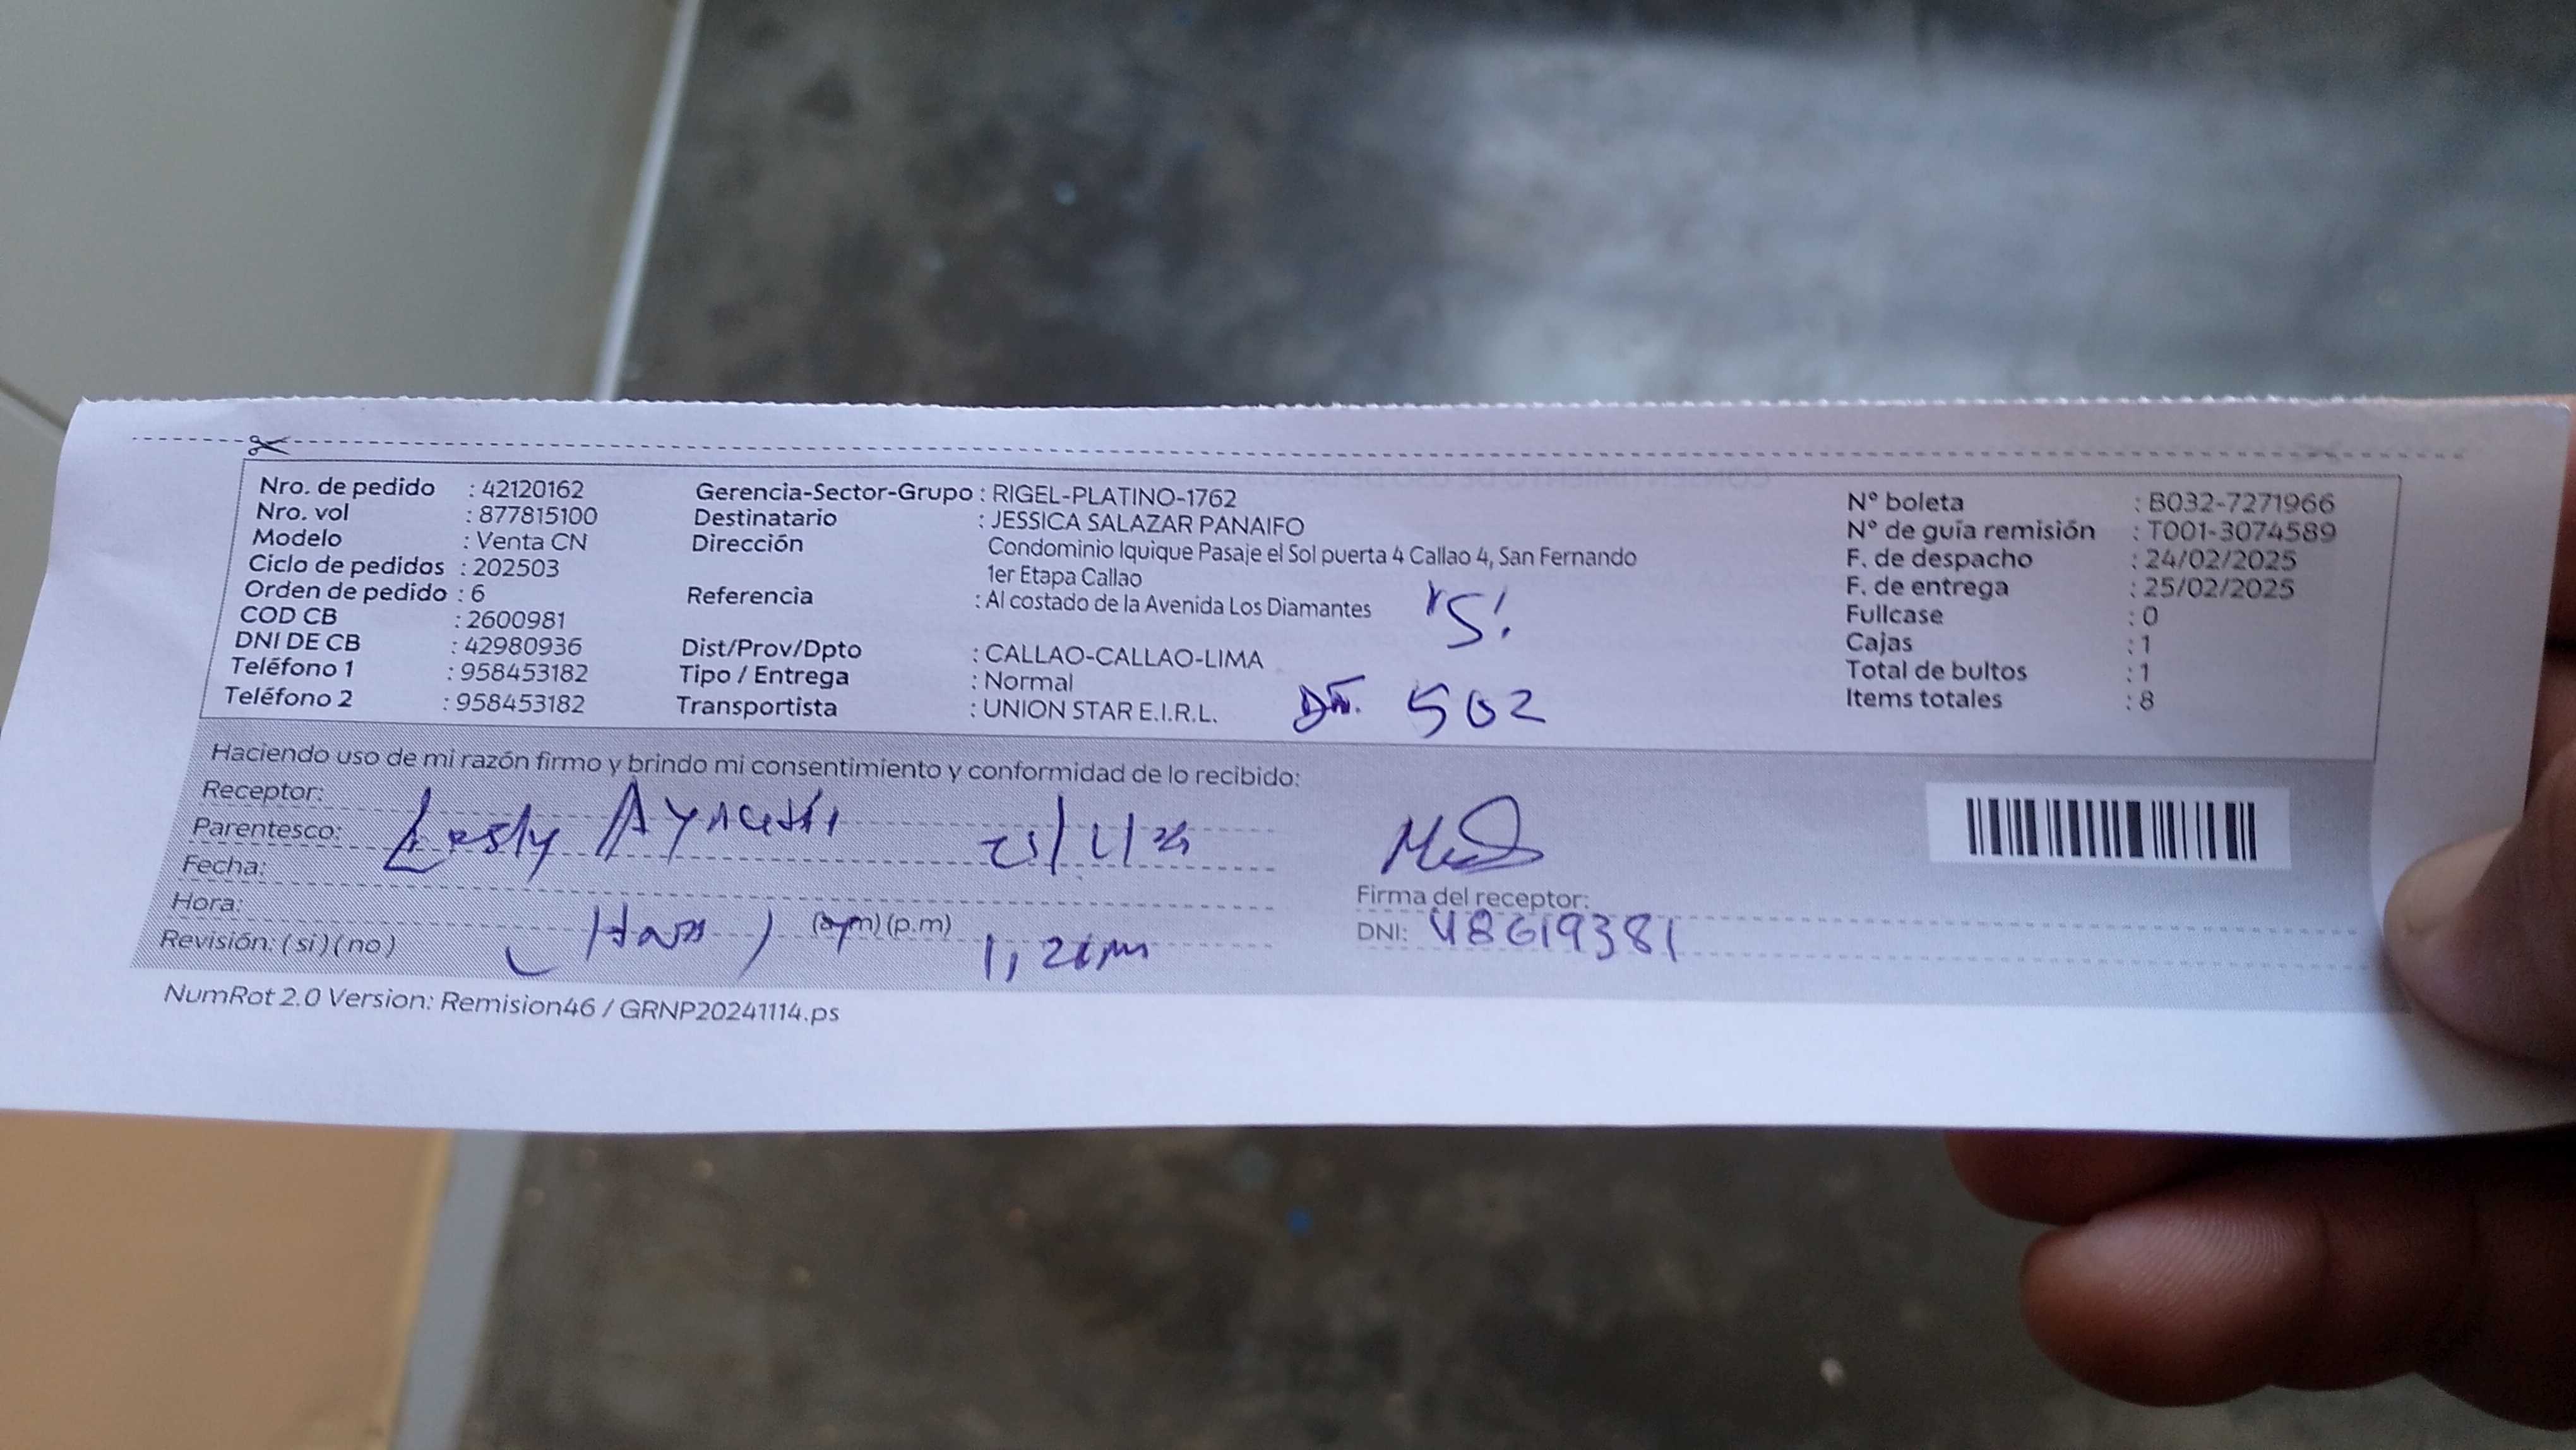 Nro. de pedido : 42120162
Nro. vol : 877815100
Modelo : Venta CN
Ciclo de pedidos : 202503
Orden de pedido : 6
COD CB : 2600981
DNI DE CB : 42980936
Teléfono 1 : 958453182
Teléfono 2 : 958453182
Gerencia-Sector-Grupo : RIGEL-PLATINO-1762
Destinatario : JESSICA SALAZAR PANAIFO
Dirección Condominio Iquique Pasaje el Sol puerta 4 Callao 4, San Fernando
1er Etapa Callao
Referencia : Al costado de la Avenida Los Diamantes
Dist/Prov/Dpto : CALLAO-CALLAO-LIMA
Tipo / Entrega : Normal
Transportista : UNION STAR E.I.R.L.
502
Nº boleta : B032-7271966
Nº de guía remisión : T001-3074589
F. de despacho : 24/02/2025
F. de entrega : 25/02/2025
Fullcase : 0
Cajas : 1
Total de bultos : 1
Items totales : 8
Haciendo uso de mi razón firmo y brindo mi consentimiento y conformidad de lo recibido:
Receptor:
Parentesco: Lesly
Fecha:
Hora: (a.m) (p.m)
Revisión: (si) (no)
Firma del receptor:
DNI: 48619381
NumRot 2.0 Version: Remision46 / GRNP20241114.ps